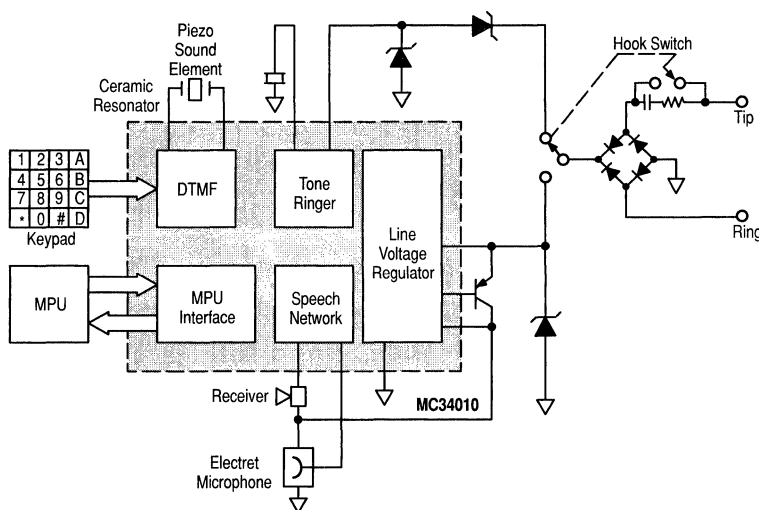 Piezo
Sound
Element
Ceramic
Resonator
Hook Switch
Tip
1 2 3 A
4 5 6 B
7 8 9 C
* 0 # D
Keypad
DTMF
Tone
Ringer
Line
Voltage
Regulator
Ring
MPU
MPU
Interface
Speech
Network
Receiver
MC34010
Electret
Microphone